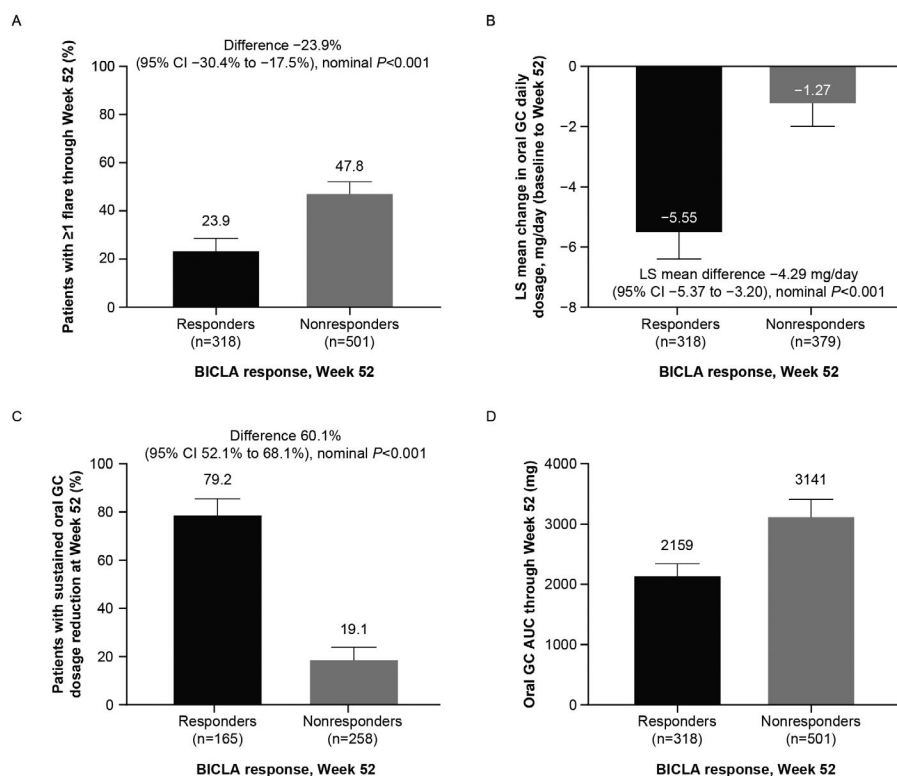 A
Difference −23.9%
(95% CI −30.4% to −17.5%), nominal P<0.001
Patients with ≥1 flare through Week 52 (%)
100
80
60
40
20
0
23.9
47.8
Responders
(n=318)
Nonresponders
(n=501)
BICLA response, Week 52
B
LS mean change in oral GC daily
dosage, mg/day (baseline to Week 52)
0
−2
−4
−6
−8
−5.55
−1.27
LS mean difference −4.29 mg/day
(95% CI −5.37 to −3.20), nominal P<0.001
Responders
(n=318)
Nonresponders
(n=379)
BICLA response, Week 52
C
Difference 60.1%
(95% CI 52.1% to 68.1%), nominal P<0.001
Patients with sustained oral GC
dosage reduction at Week 52 (%)
100
80
60
40
20
0
79.2
19.1
Responders
(n=165)
Nonresponders
(n=258)
BICLA response, Week 52
D
Oral GC AUC through Week 52 (mg)
4000
3000
2000
1000
0
2159
3141
Responders
(n=318)
Nonresponders
(n=501)
BICLA response, Week 52